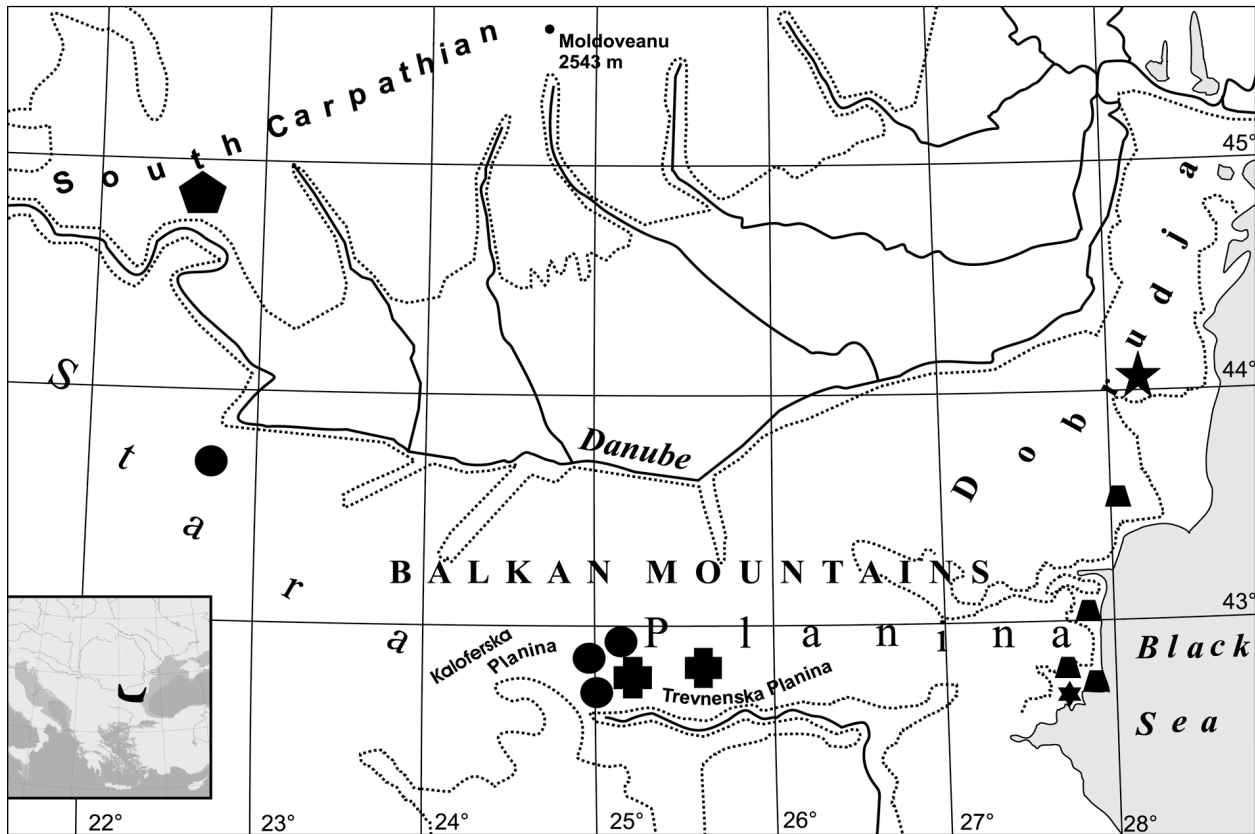 South Carpathian
Moldoveanu
2543 m
45°
Dobrudja
44°
Danube
BALKAN MOUNTAINS
43°
Stara Planina
Kaloferska
Planina
Trevnenska Planina
Black
Sea
22°
23°
24°
25°
26°
27°
28°